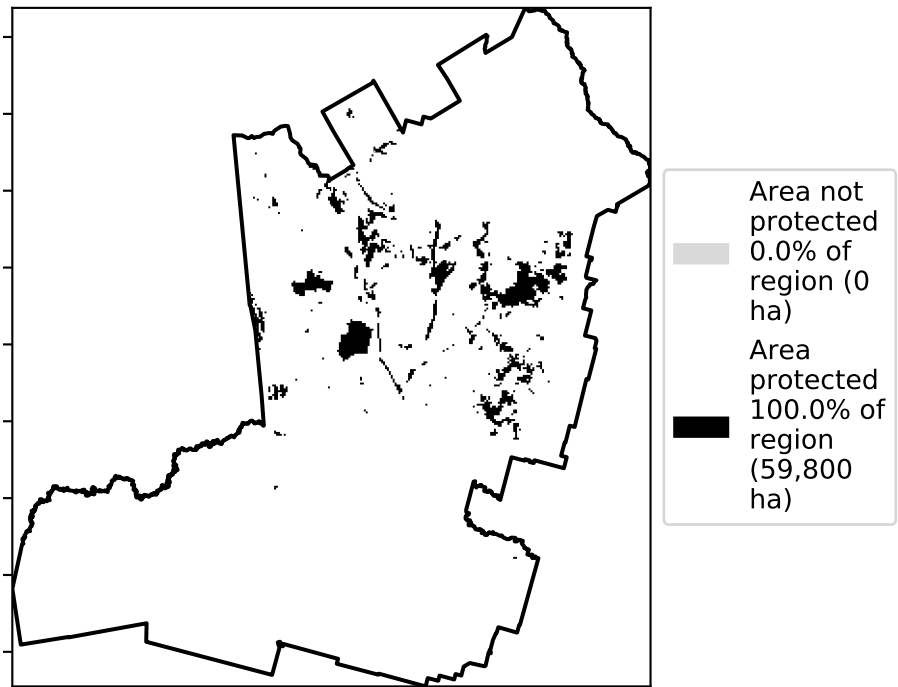 Area not
protected
0.0% of
region (0
ha)
Area
protected
100.0% of
region
(59,800
ha)